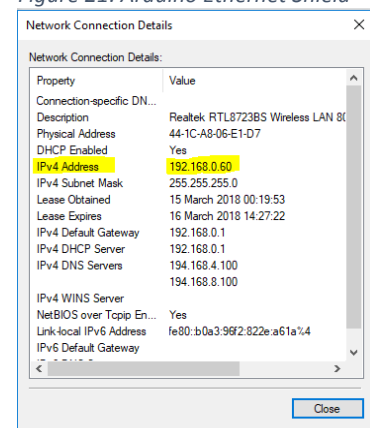 Figure 21: Arduino Ethernet Shield
Network Connection Details
Network Connection Details:
Property Value
Connection-specific DN...
Description Realtek RTL8723BS Wireless LAN 80
Physical Address 44-1C-A8-06-E1-D7
DHCP Enabled Yes
IPv4 Address 192.168.0.60
IPv4 Subnet Mask 255.255.255.0
Lease Obtained 15 March 2018 00:19:53
Lease Expires 16 March 2018 14:27:22
IPv4 Default Gateway 192.168.0.1
IPv4 DHCP Server 192.168.0.1
IPv4 DNS Servers 194.168.4.100
194.168.8.100
IPv4 WINS Server
NetBIOS over Tcpip En... Yes
Link-local IPv6 Address fe80::b0a3:96f2:822e:a61a%4
IPv6 Default Gateway
Close